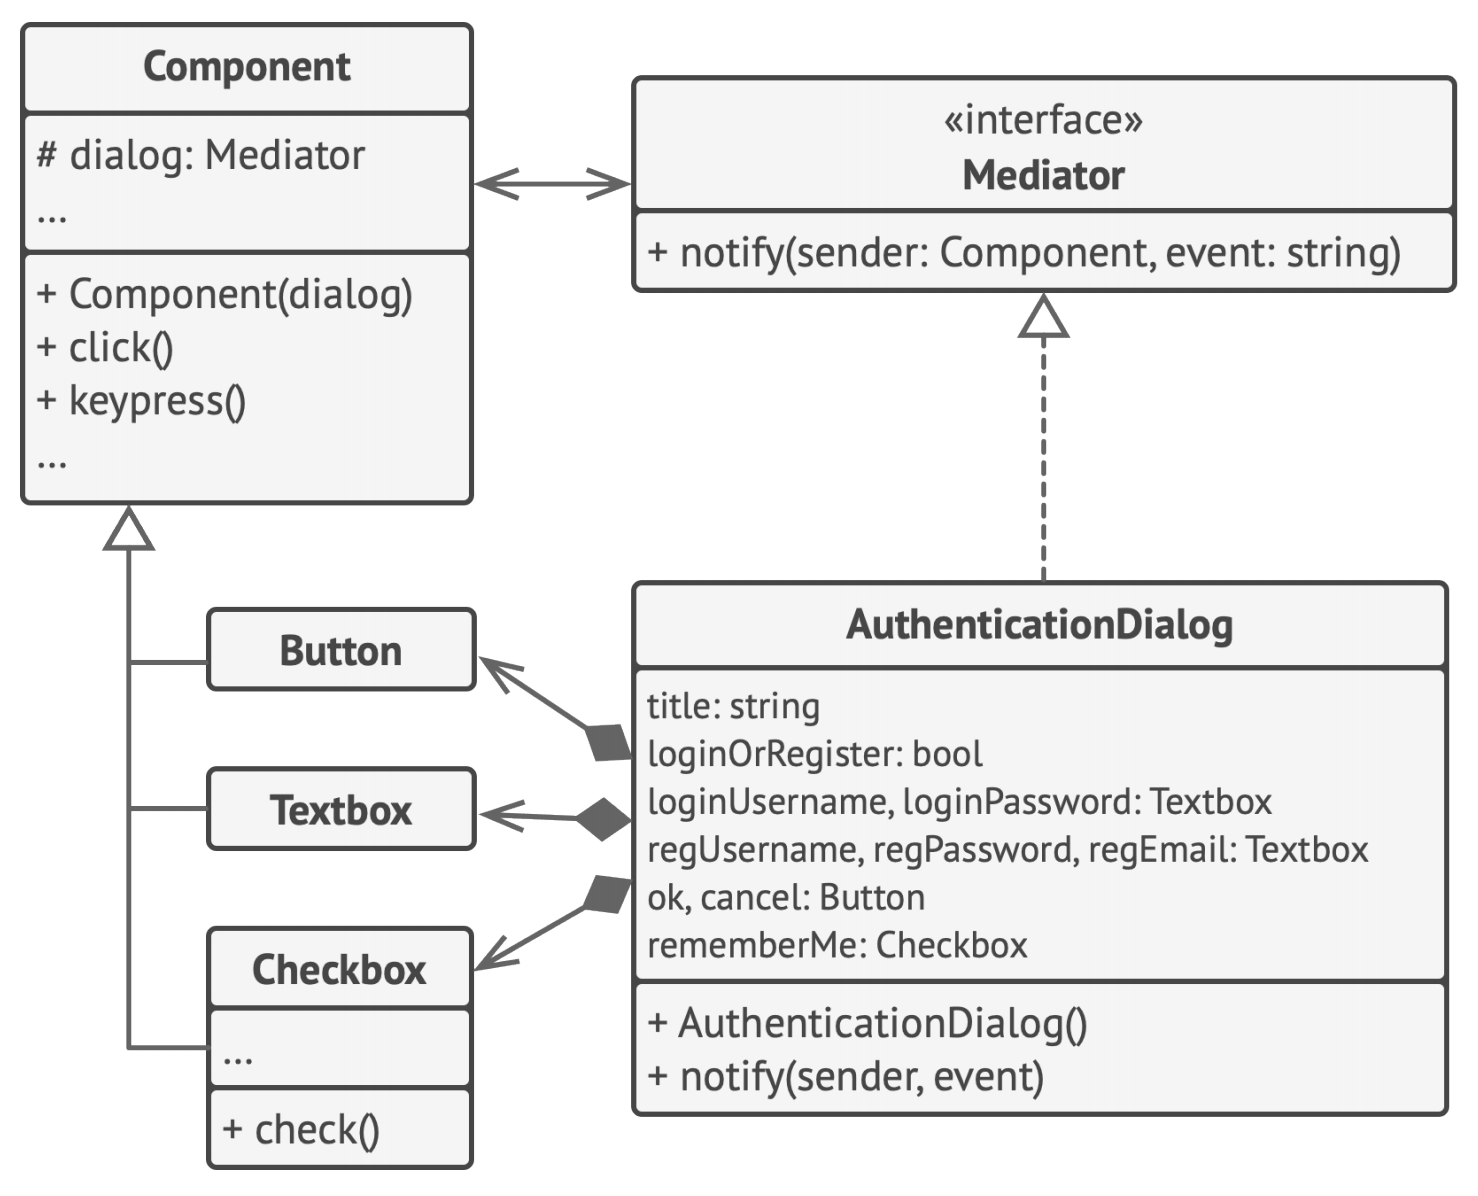 Component
# dialog: Mediator
...
+ Component(dialog)
+ click()
+ keypress()
...
«interface»
Mediator
+ notify(sender: Component, event: string)
Button
Textbox
Checkbox
...
+ check()
AuthenticationDialog
title: string
loginOrRegister: bool
loginUsername, loginPassword: Textbox
regUsername, regPassword, regEmail: Textbox
ok, cancel: Button
rememberMe: Checkbox
+ AuthenticationDialog()
+ notify(sender, event)